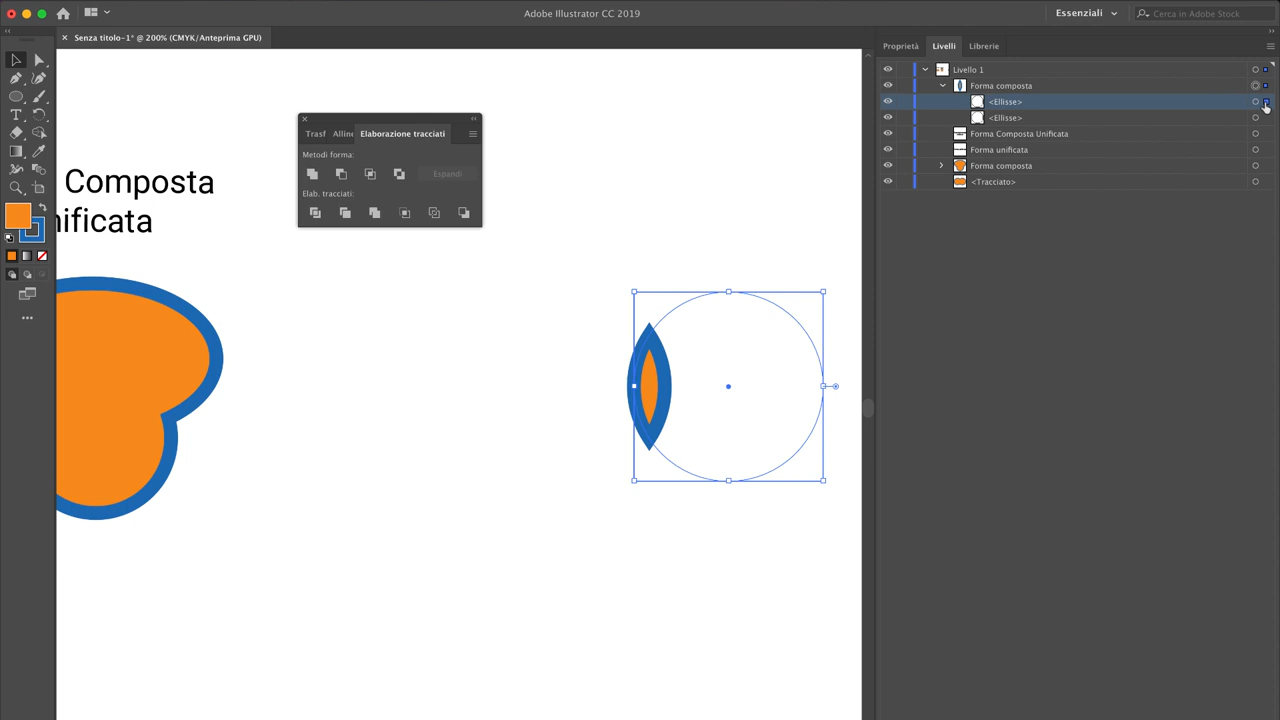 Adobe Illustrator CC 2019
Essenziali
Cerca in Adobe Stock
Senza titolo-1* @ 200% (CMYK/Anteprima GPU)
Proprietà
Livelli
Librerie
Livello 1
Forma composta
<Ellisse>
<Ellisse>
Forma Composta Unificata
Forma unificata
Forma composta
<Tracciato>
Trasf
Alline
Elaborazione tracciati
Metodi forma:
Espandi
Elab. tracciati:
Composta
nificata